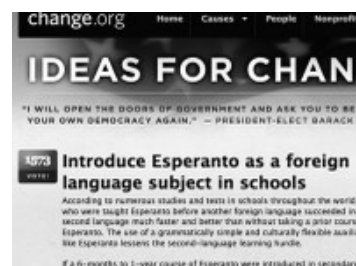 change.org Home Causes People Nonprofi
IDEAS FOR CHAN
"I WILL OPEN THE DOORS OF GOVERNMENT AND ASK YOU TO BE
YOUR OWN DEMOCRACY AGAIN." — PRESIDENT-ELECT BARACK
1573
VOTE!
Introduce Esperanto as a foreign
language subject in schools
According to numerous studies and tests in schools throughout the world
who were taught Esperanto before another foreign language succeeded in
second language much faster and better than without taking a prior cours
Esperanto. The use of a grammatically simple and culturally flexible auxili
like Esperanto lessens the second-language learning hurdle.
If a 6-months to 1-year course of Esperanto were introduced in secondar